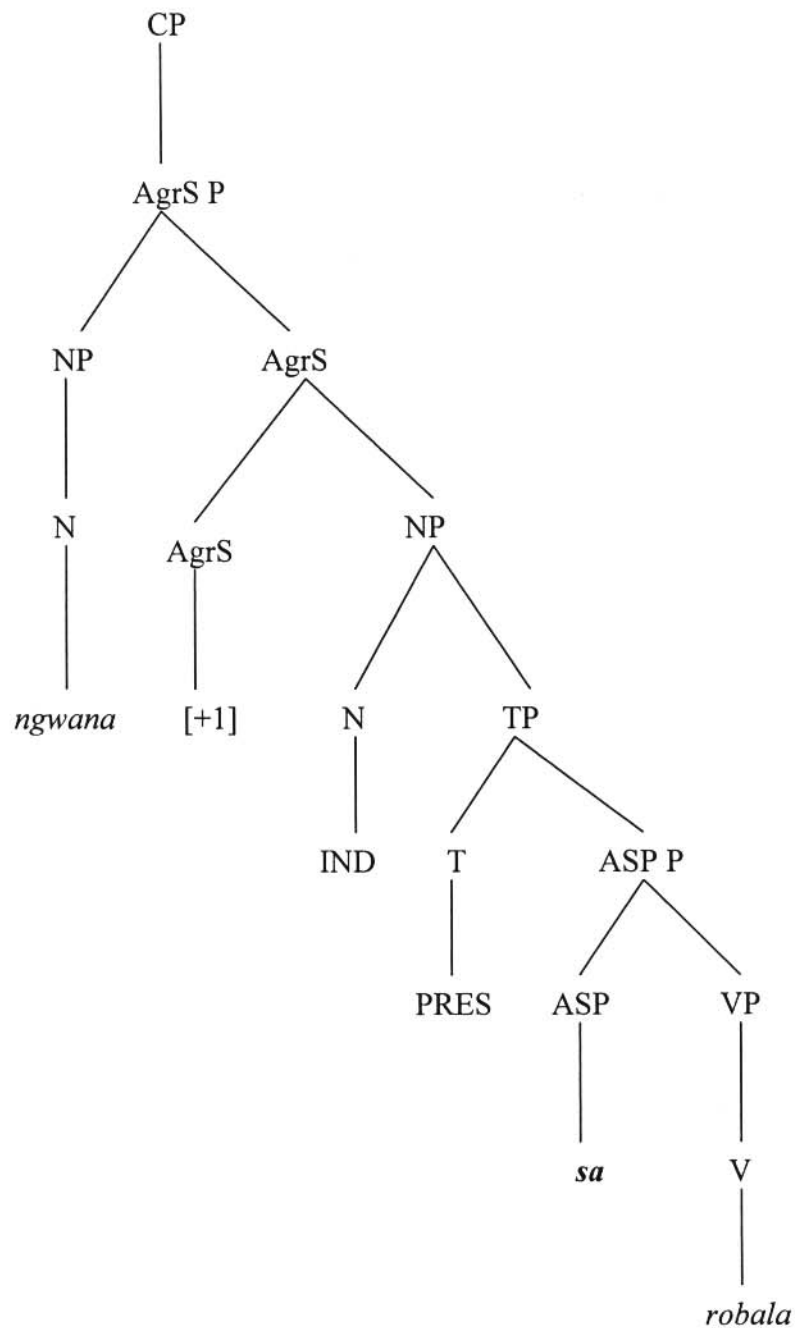 CP
AgrS P
NP AgrS
N AgrS NP
ngwana [+1] N TP
IND T ASP P
PRES ASP VP
sa V
robala